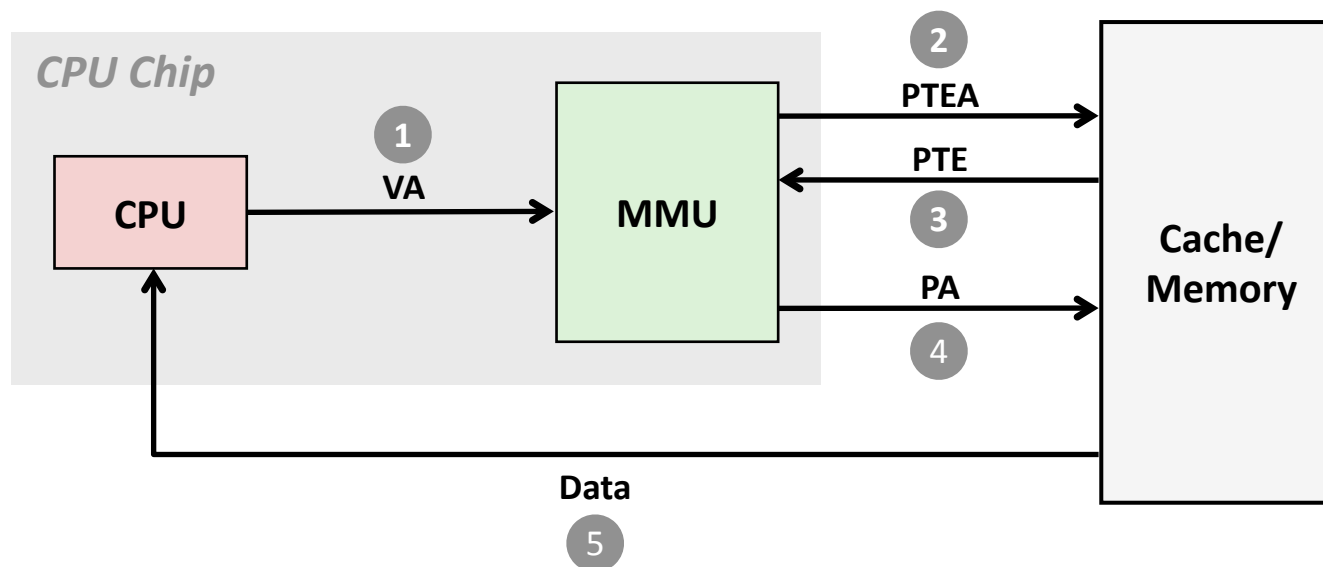 CPU Chip
2
PTEA
1
VA
PTE
3
CPU
MMU
PA
4
Cache/
Memory
Data
5